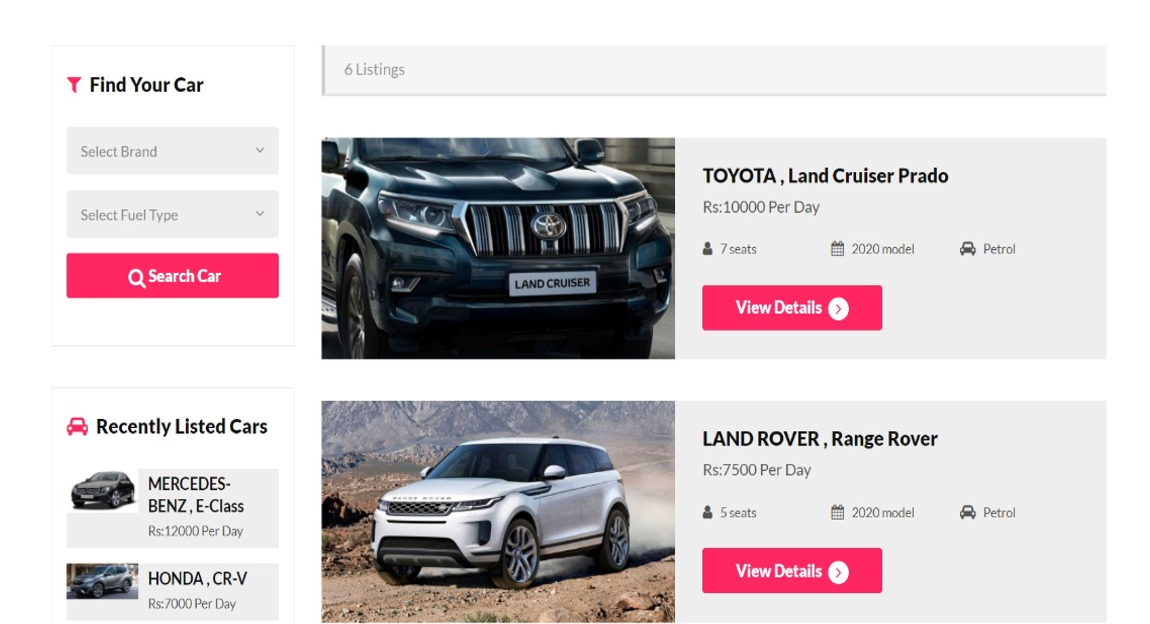 Find Your Car
Select Brand
Select Fuel Type
Search Car
Recently Listed Cars
MERCEDES-
BENZ , E-Class
Rs:12000 Per Day
HONDA , CR-V
Rs:7000 Per Day
6 Listings
LAND CRUISER
TOYOTA , Land Cruiser Prado
Rs:10000 Per Day
7 seats 2020 model Petrol
View Details
RANGE ROVER
LAND ROVER , Range Rover
Rs:7500 Per Day
5 seats 2020 model Petrol
View Details